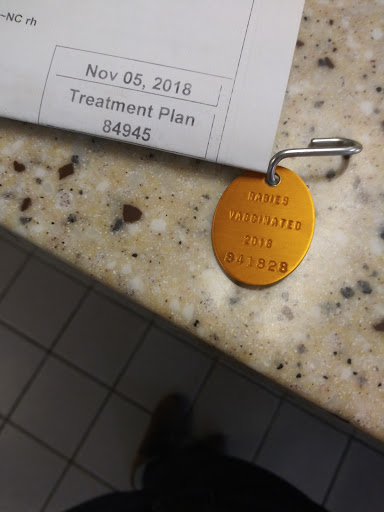 ~NC rh
Nov 05, 2018
Treatment Plan
84945
RABIES
VACCINATED
2018
841828